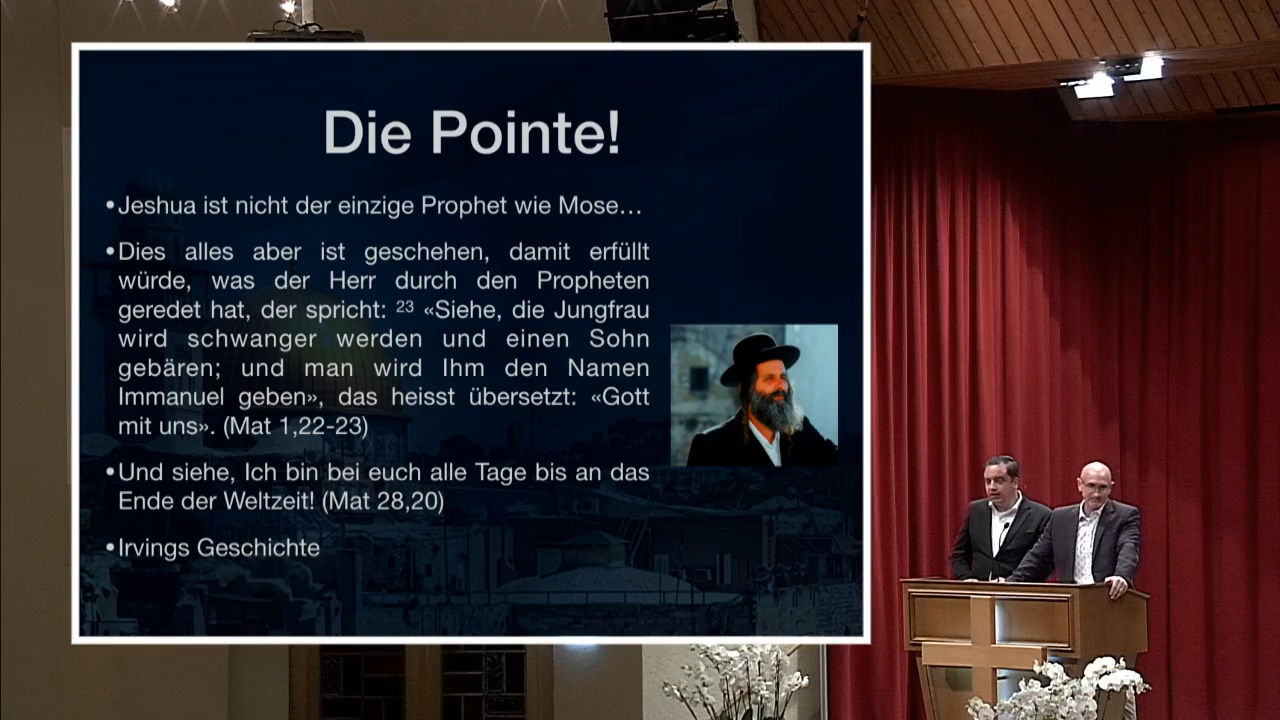 Die Pointe!
•Jeshua ist nicht der einzige Prophet wie Mose…
•Dies alles aber ist geschehen, damit erfüllt
würde, was der Herr durch den Propheten
geredet hat, der spricht: ²³ «Siehe, die Jungfrau
wird schwanger werden und einen Sohn
gebären; und man wird Ihm den Namen
Immanuel geben», das heisst übersetzt: «Gott
mit uns». (Mat 1,22-23)
•Und siehe, Ich bin bei euch alle Tage bis an das
Ende der Weltzeit! (Mat 28,20)
•Irvings Geschichte